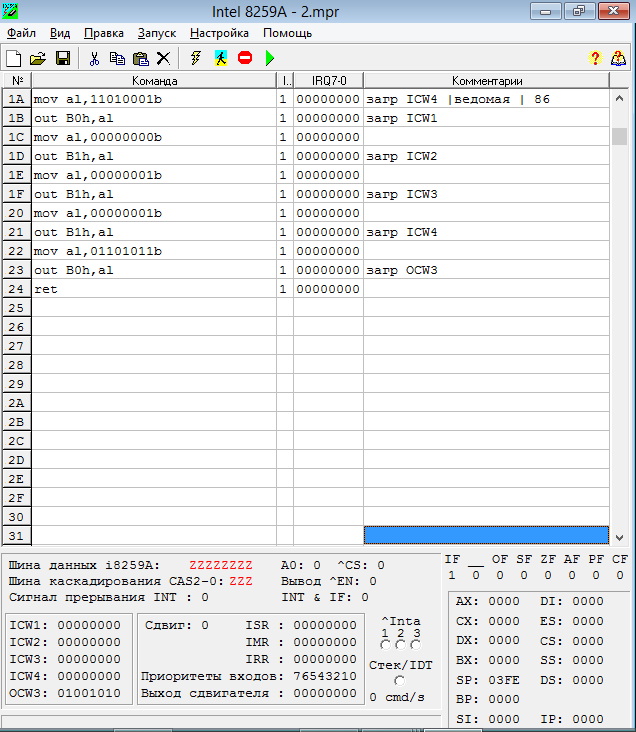 Intel 8259A - 2.mpr
Файл Вид Правка Запуск Настройка Помощь
№ Команда I.. IRQ7-0 Комментарии
1A mov al,11010001b 1 00000000 загр ICW4 |ведомая | 86
1B out B0h,al 1 00000000 загр ICW1
1C mov al,00000000b 1 00000000
1D out B1h,al 1 00000000 загр ICW2
1E mov al,00000001b 1 00000000
1F out B1h,al 1 00000000 загр ICW3
20 mov al,00000001b 1 00000000
21 out B1h,al 1 00000000 загр ICW4
22 mov al,01101011b 1 00000000
23 out B0h,al 1 00000000 загр OCW3
24 ret 1 00000000
25
26
27
28
29
2A
2B
2C
2D
2E
2F
30
31
Шина данных i8259A: ZZZZZZZZ A0: 0 ^CS: 0
Шина каскадирования CAS2-0: ZZZ Вывод ^EN: 0
Сигнал прерывания INT : 0 INT & IF: 0
ICW1: 00000000
ICW2: 00000000
ICW3: 00000000
ICW4: 00000000
OCW3: 01001010
Сдвиг: 0 ISR : 00000000
IMR : 00000000
IRR : 00000000
Приоритеты входов: 76543210
Выход сдвигателя : 00000000
^Inta
1 2 3
Стек/IDT
0 cmd/s
IF __ OF SF ZF AF PF CF
1 0 0 0 0 0 0 0
AX: 0000 DI: 0000
CX: 0000 ES: 0000
DX: 0000 CS: 0000
BX: 0000 SS: 0000
SP: 03FE DS: 0000
BP: 0000
SI: 0000 IP: 0000